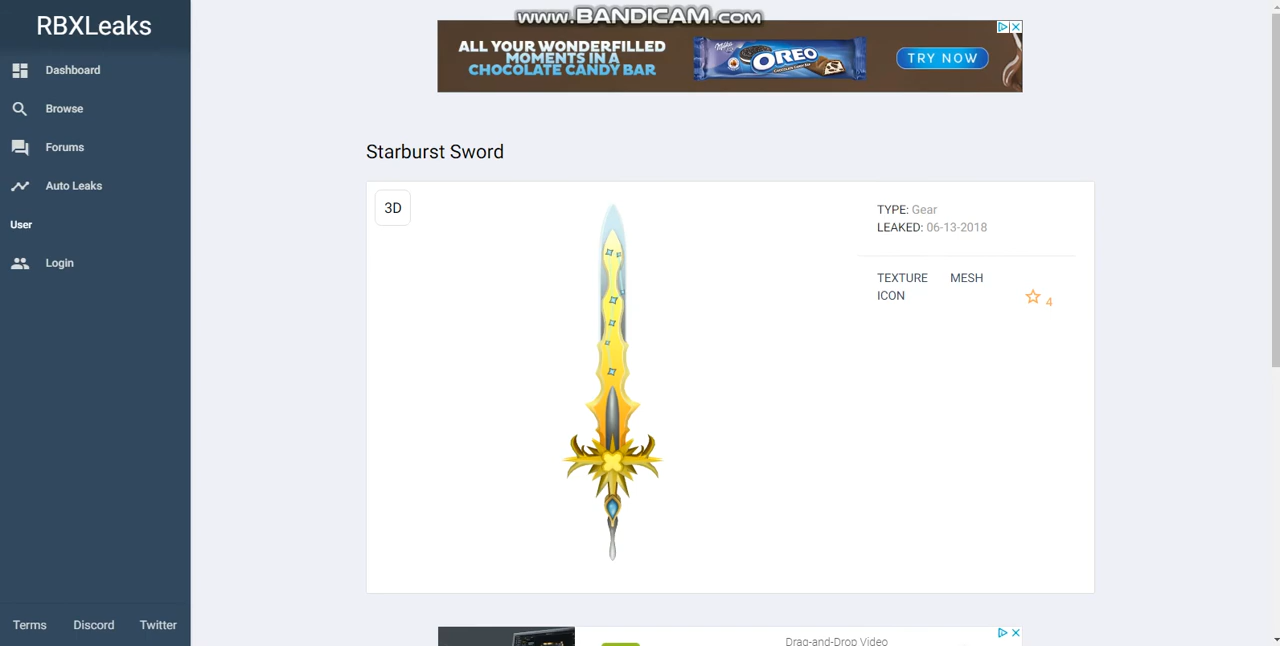 www.BANDICAM.com
RBXLeaks
Dashboard
Browse
Forums
Auto Leaks
User
Login
Terms Discord Twitter
ALL YOUR WONDERFILLED
MOMENTS IN A
CHOCOLATE CANDY BAR
Milka
OREO
TRY NOW
Starburst Sword
3D
TYPE: Gear
LEAKED: 06-13-2018
TEXTURE MESH
ICON
4
Drag-and-Drop Video